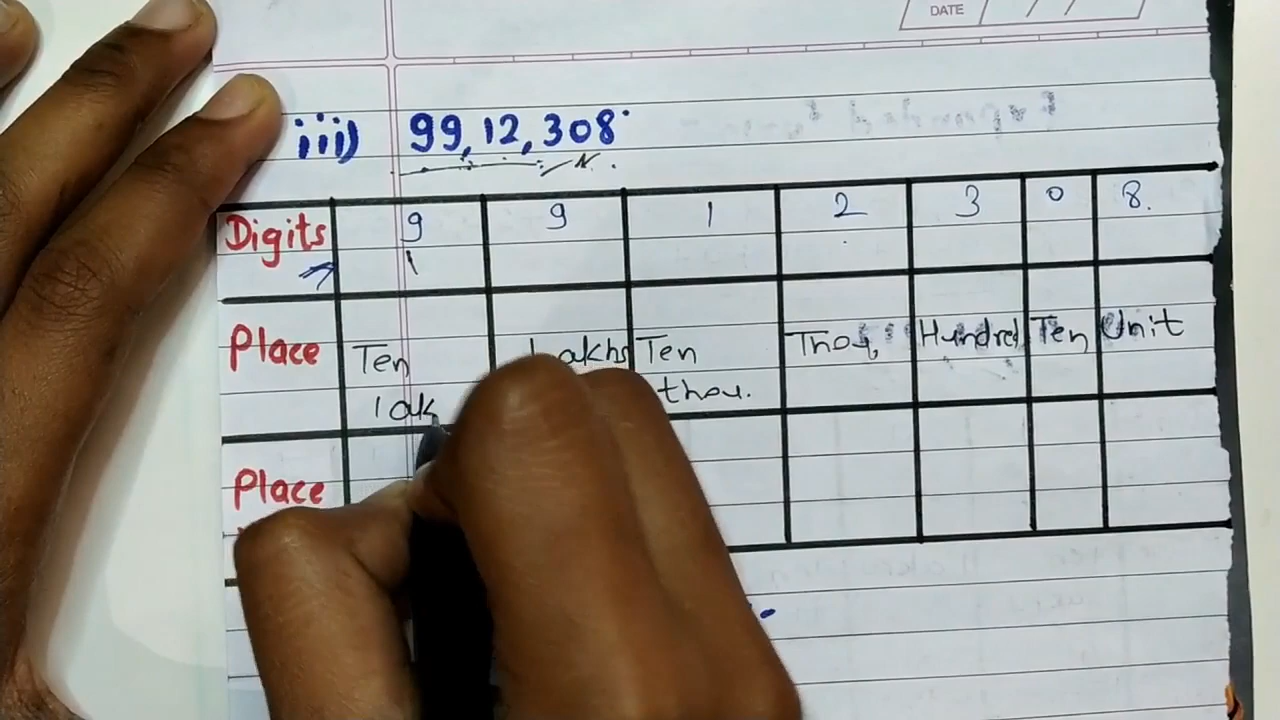 DATE
iii) 99,12,308
Digits 9 9 1 2 3 0 8.
Place Ten Lakhs Ten Thou, Hundred Ten Unit
lak thou.
Place